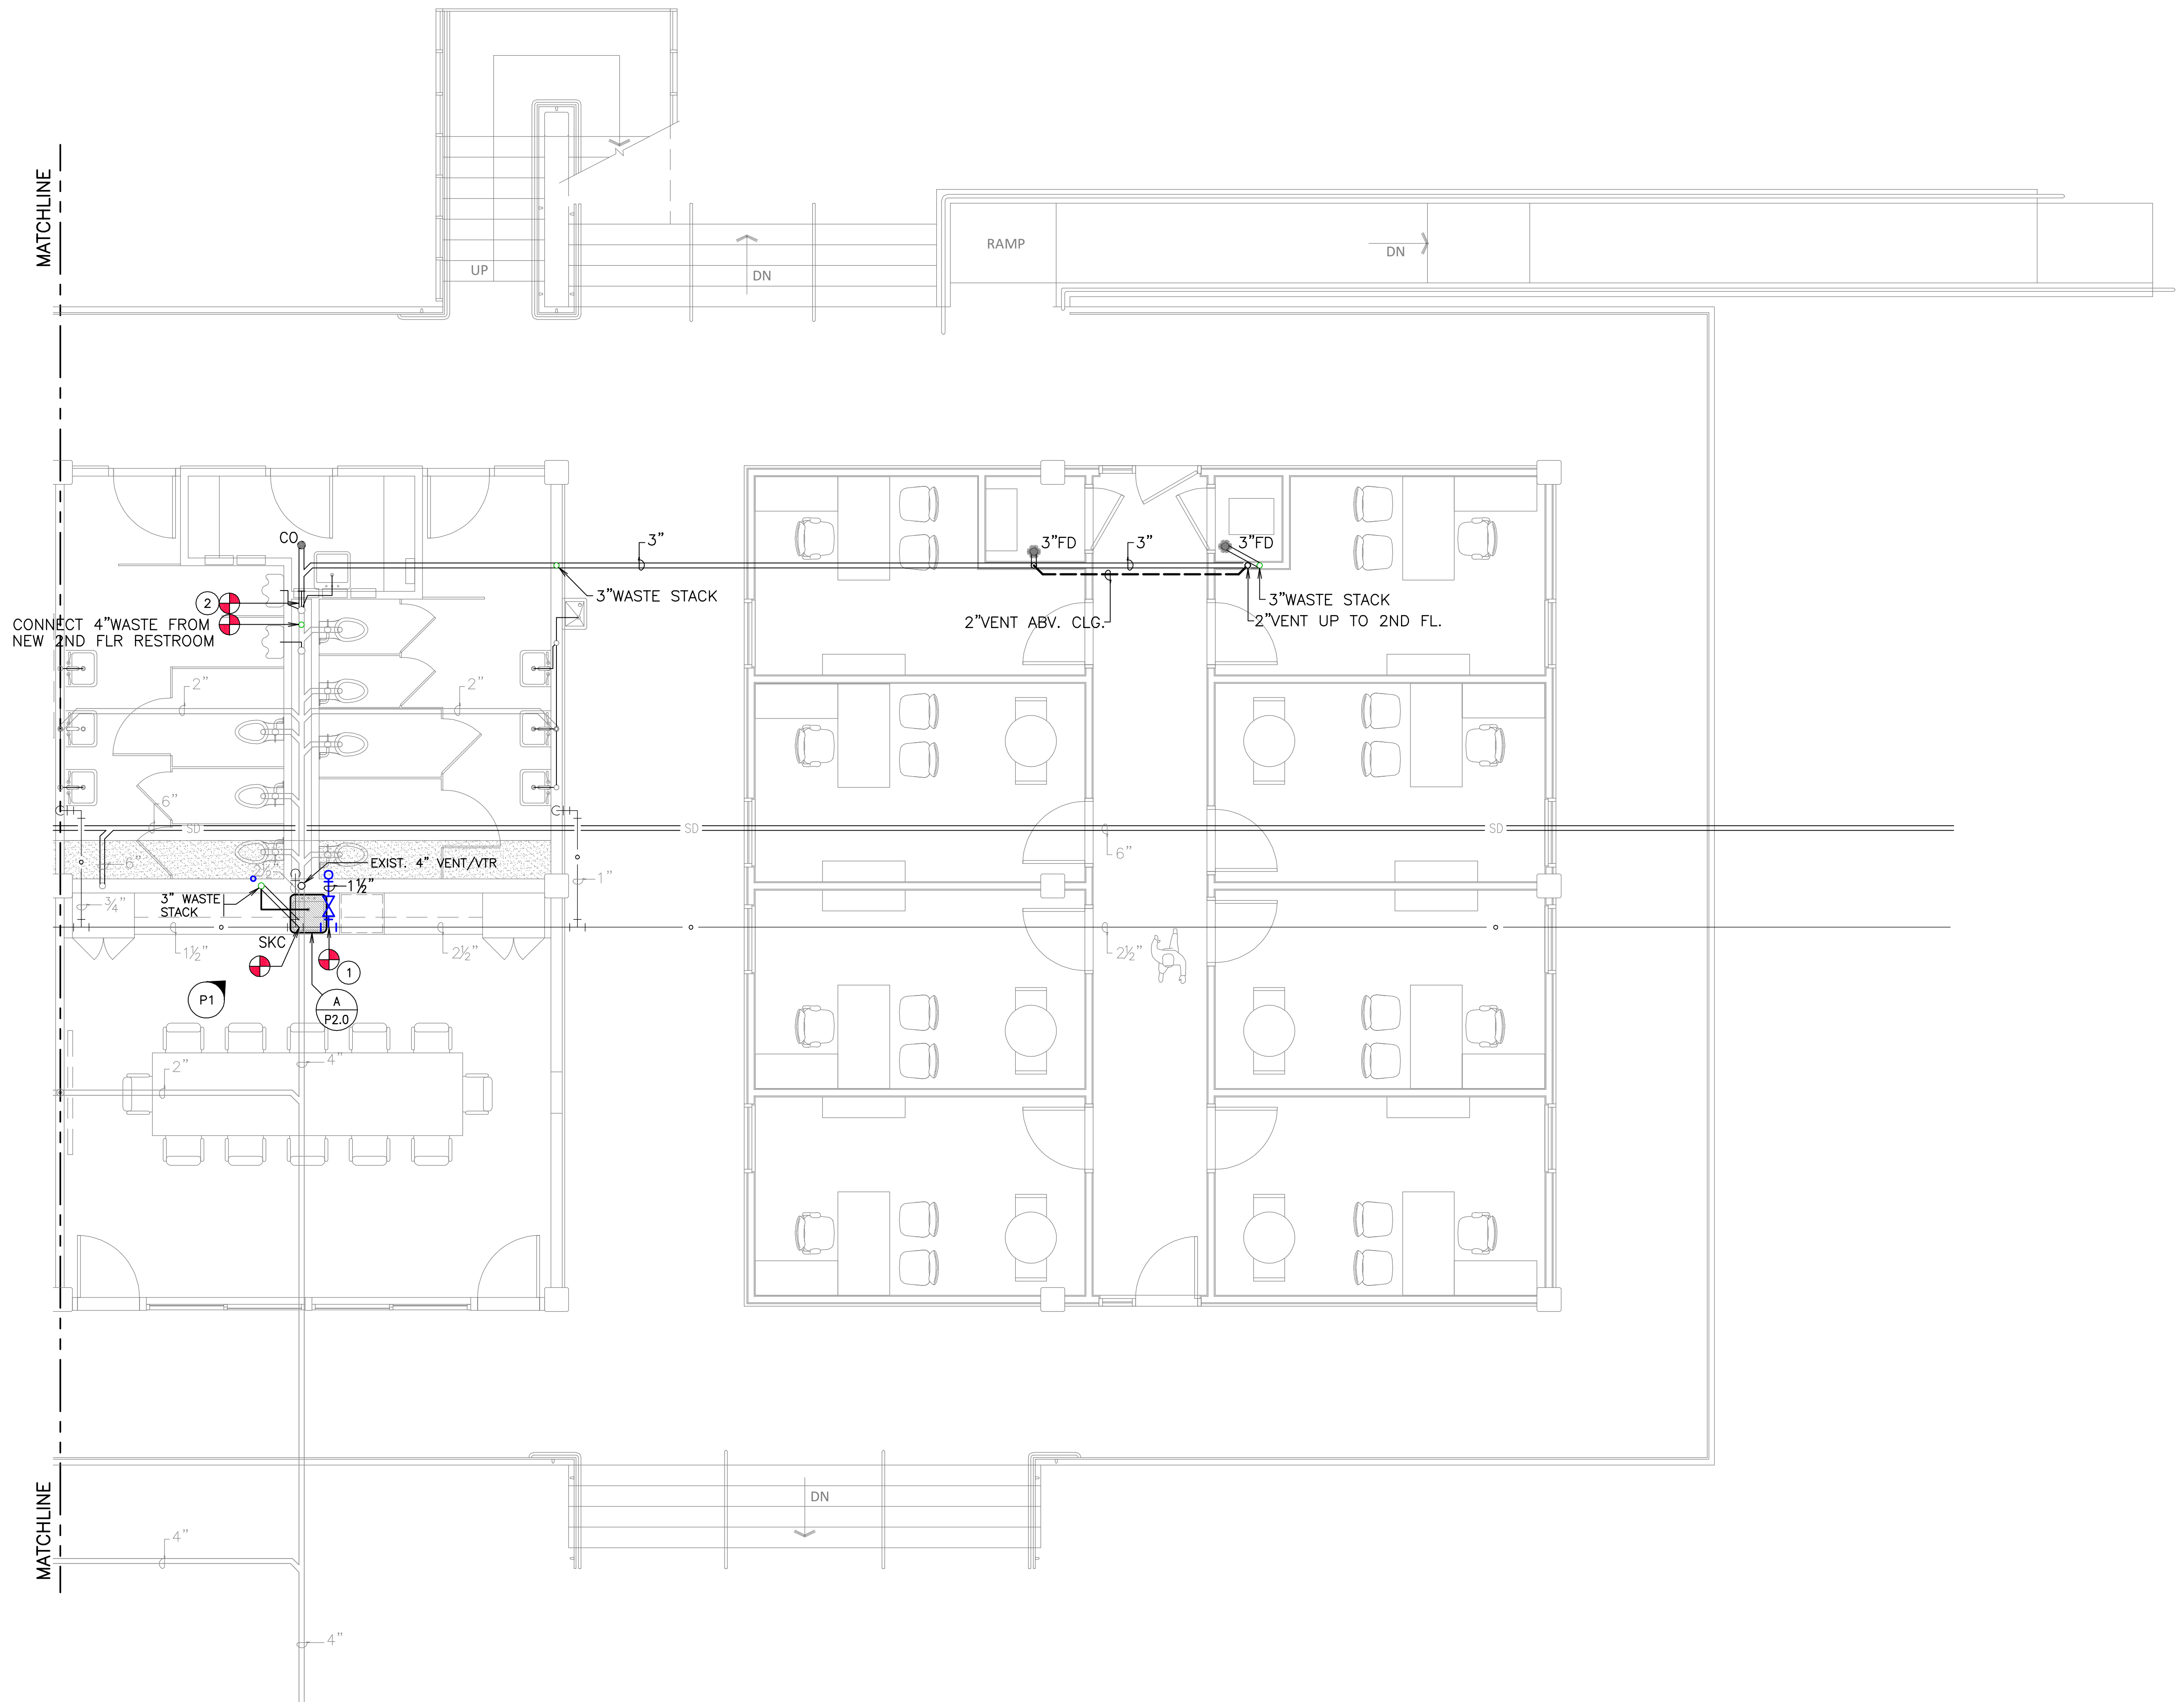 MATCHLINE
UP
DN
RAMP
DN
CO
3"
3"FD
3"
3"FD
2
3"WASTE STACK
3"WASTE STACK
CONNECT 4"WASTE FROM
NEW 2ND FLR RESTROOM
2"VENT ABV. CLG.
2"VENT UP TO 2ND FL.
2"
2"
6"
SD
SD
SD
6"
6"
EXIST. 4" VENT/VTR
1"
1½"
3" WASTE
STACK
¾"
SKC
1½"
2½"
2½"
1
P1
A
P2.0
4"
2"
MATCHLINE
DN
4"
4"